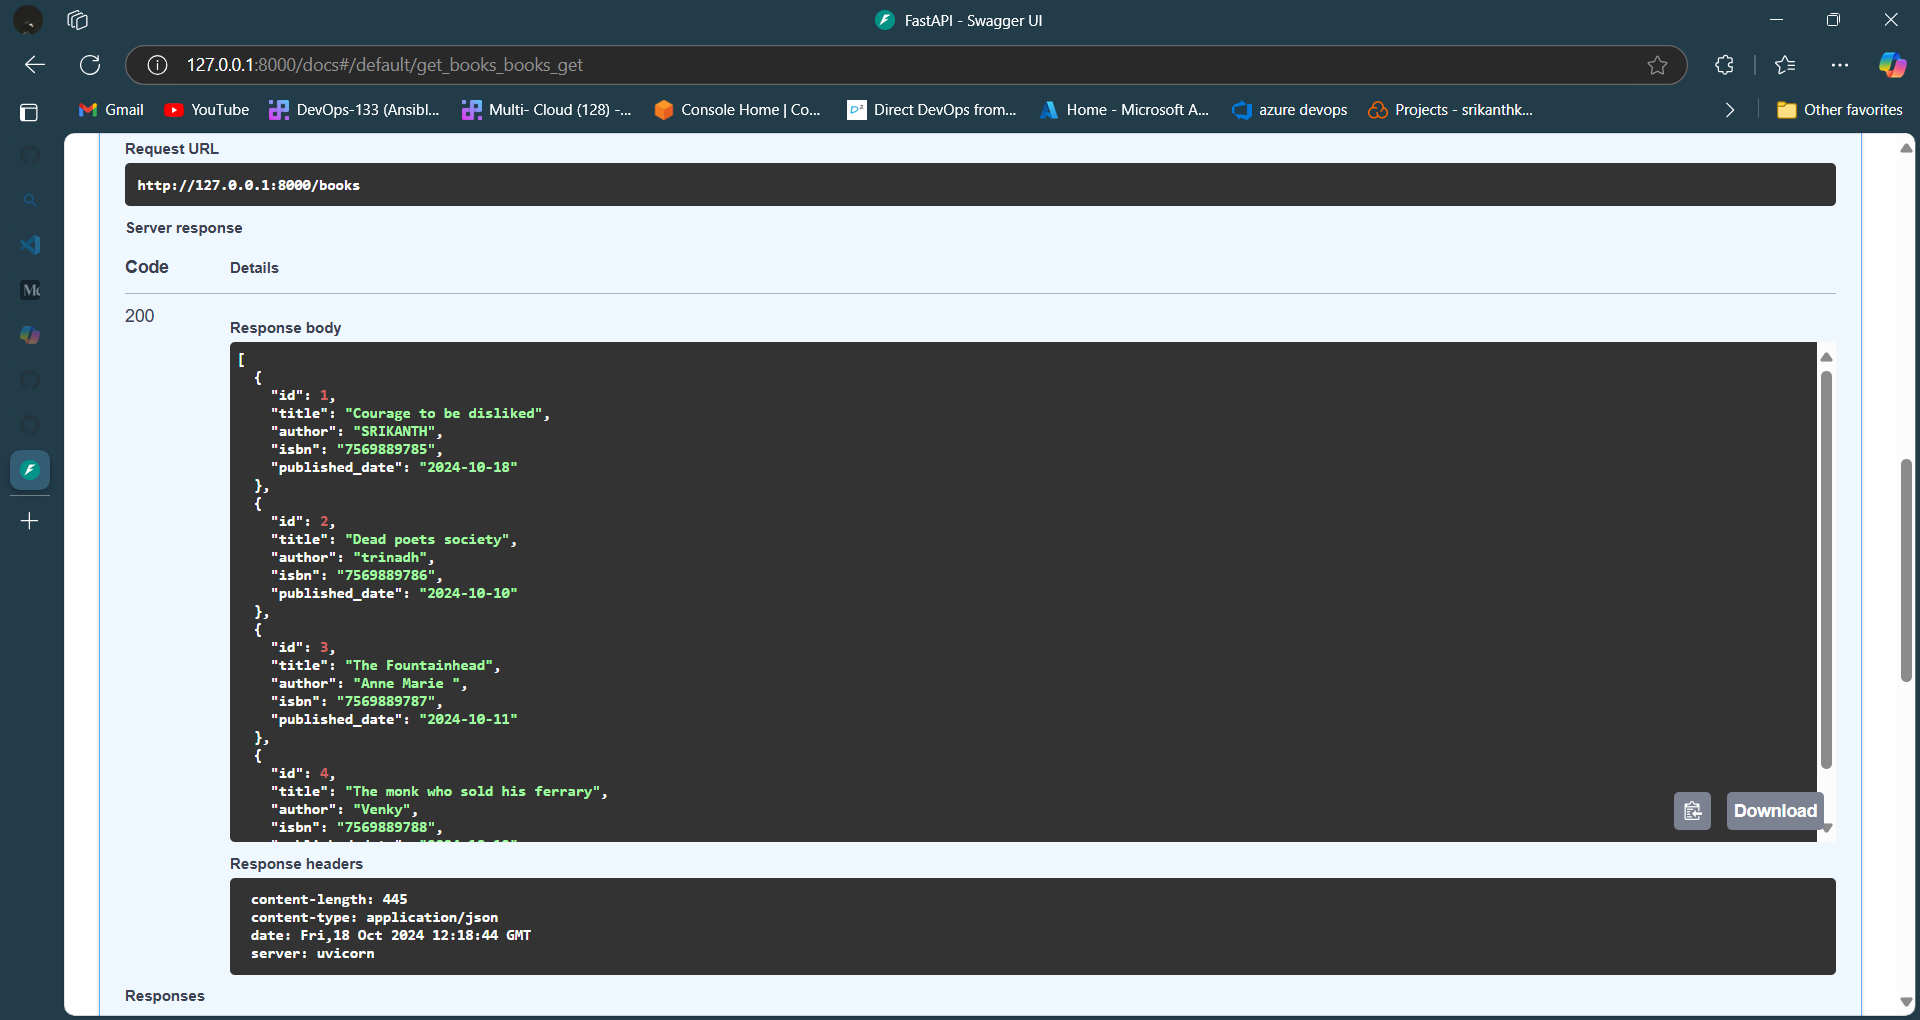 FastAPI - Swagger UI
127.0.0.1:8000/docs#/default/get_books_books_get
Gmail
YouTube
DevOps-133 (Ansibl...
Multi- Cloud (128) -...
Console Home | Co...
Direct DevOps from...
Home - Microsoft A...
azure devops
Projects - srikanthk...
Other favorites
Request URL
http://127.0.0.1:8000/books
Server response
Code Details
200
Response body
[
{
"id": 1,
"title": "Courage to be disliked",
"author": "SRIKANTH",
"isbn": "7569889785",
"published_date": "2024-10-18"
},
{
"id": 2,
"title": "Dead poets society",
"author": "trinadh",
"isbn": "7569889786",
"published_date": "2024-10-10"
},
{
"id": 3,
"title": "The Fountainhead",
"author": "Anne Marie ",
"isbn": "7569889787",
"published_date": "2024-10-11"
},
{
"id": 4,
"title": "The monk who sold his ferrary",
"author": "Venky",
"isbn": "7569889788",
Download
Response headers
content-length: 445
content-type: application/json
date: Fri,18 Oct 2024 12:18:44 GMT
server: uvicorn
Responses